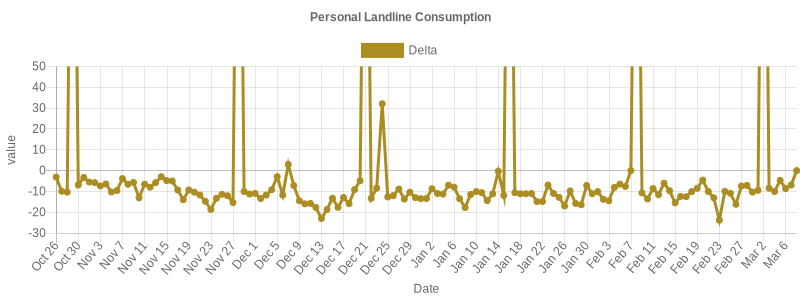 Personal Landline Consumption
Delta
50
40
30
20
10
0
-10
-20
-30
value
Oct 26
Oct 30
Nov 3
Nov 7
Nov 11
Nov 15
Nov 19
Nov 23
Nov 27
Dec 1
Dec 5
Dec 9
Dec 13
Dec 17
Dec 21
Dec 25
Dec 29
Jan 2
Jan 6
Jan 10
Jan 14
Jan 18
Jan 22
Jan 26
Jan 30
Feb 3
Feb 7
Feb 11
Feb 15
Feb 19
Feb 23
Feb 27
Mar 2
Mar 6
Date